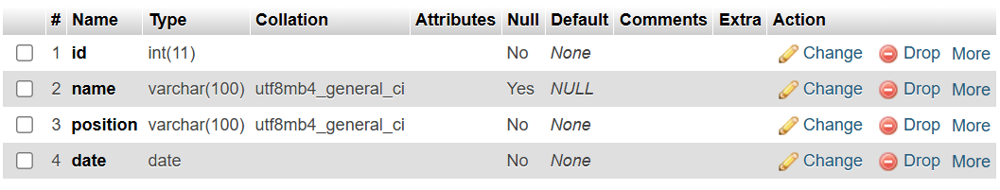 # Name Type Collation Attributes Null Default Comments Extra Action
1 id int(11) No None Change Drop More
2 name varchar(100) utf8mb4_general_ci Yes NULL Change Drop More
3 position varchar(100) utf8mb4_general_ci No None Change Drop More
4 date date No None Change Drop More